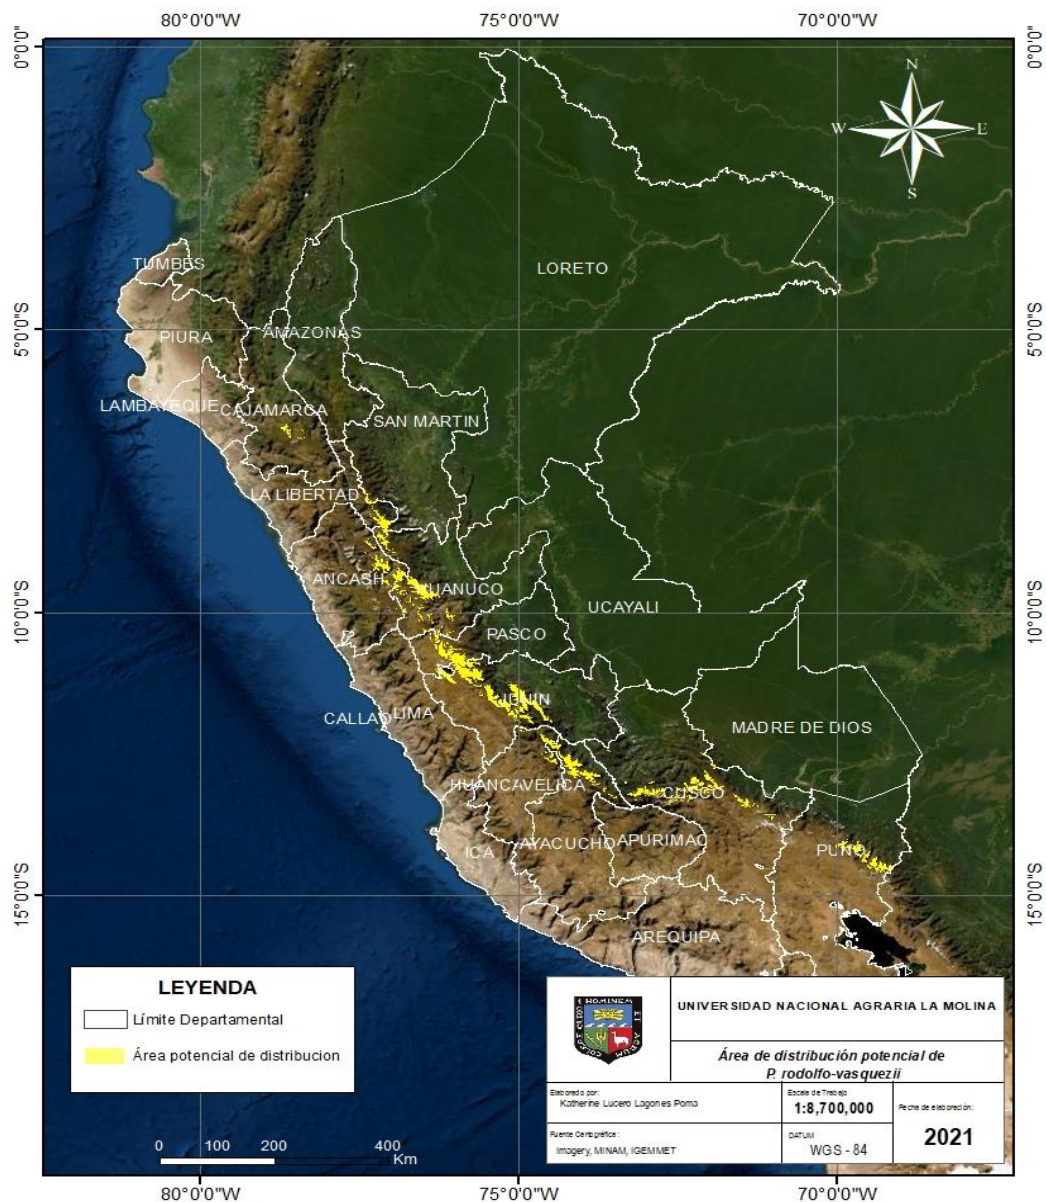 80°0'0"W 75°0'0"W 70°0'0"W
0°0'0" 0°0'0"
N
W E
S
LORETO
TUMBES
5°0'0"S 5°0'0"S
AMAZONAS
PIURA
LAMBAYEQUE
CAJAMARCA
SAN MARTIN
LA LIBERTAD
ANCASH
HUANUCO
UCAYALI
10°0'0"S 10°0'0"S
PASCO
JUNIN
CALLAO
LIMA
MADRE DE DIOS
HUANCAVELICA
CUSCO
AYACUCHO
APURIMAC
ICA
PUNO
15°0'0"S 15°0'0"S
AREQUIPA
LEYENDA
Límite Departamental
Área potencial de distribucion
0 100 200 400
Km
UNIVERSIDAD NACIONAL AGRARIA LA MOLINA
Área de distribución potencial de
P. rodolfo-vasquezii
Elaborado por:
Katherine Lucero Lagones Poma
Escala de Trabajo
1:8,700,000
Fecha de elaboración:
2021
Fuente Cartográfica:
Imagery, MINAM, IGEMMET
DATUM
WGS - 84
80°0'0"W 75°0'0"W 70°0'0"W